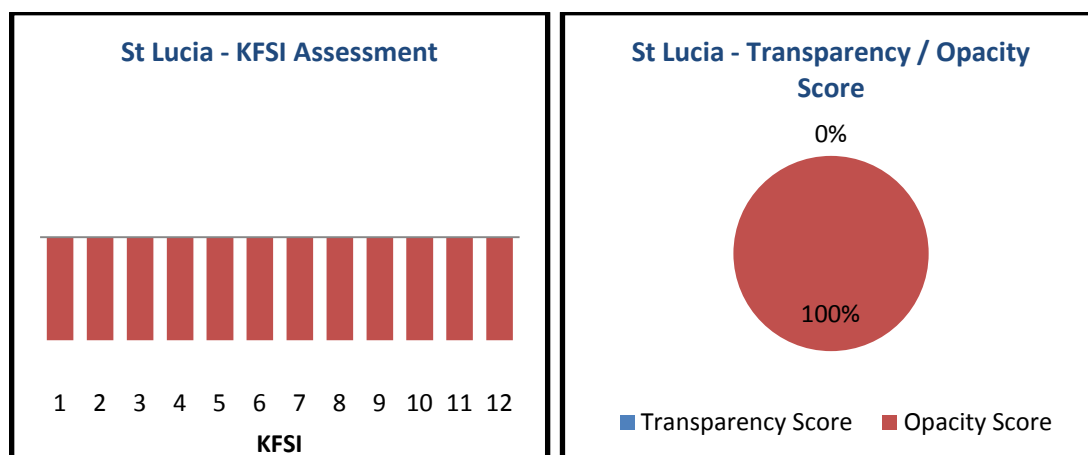 St Lucia - KFSI Assessment
1 2 3 4 5 6 7 8 9 10 11 12
KFSI
St Lucia - Transparency / Opacity
Score
0%
100%
Transparency Score Opacity Score